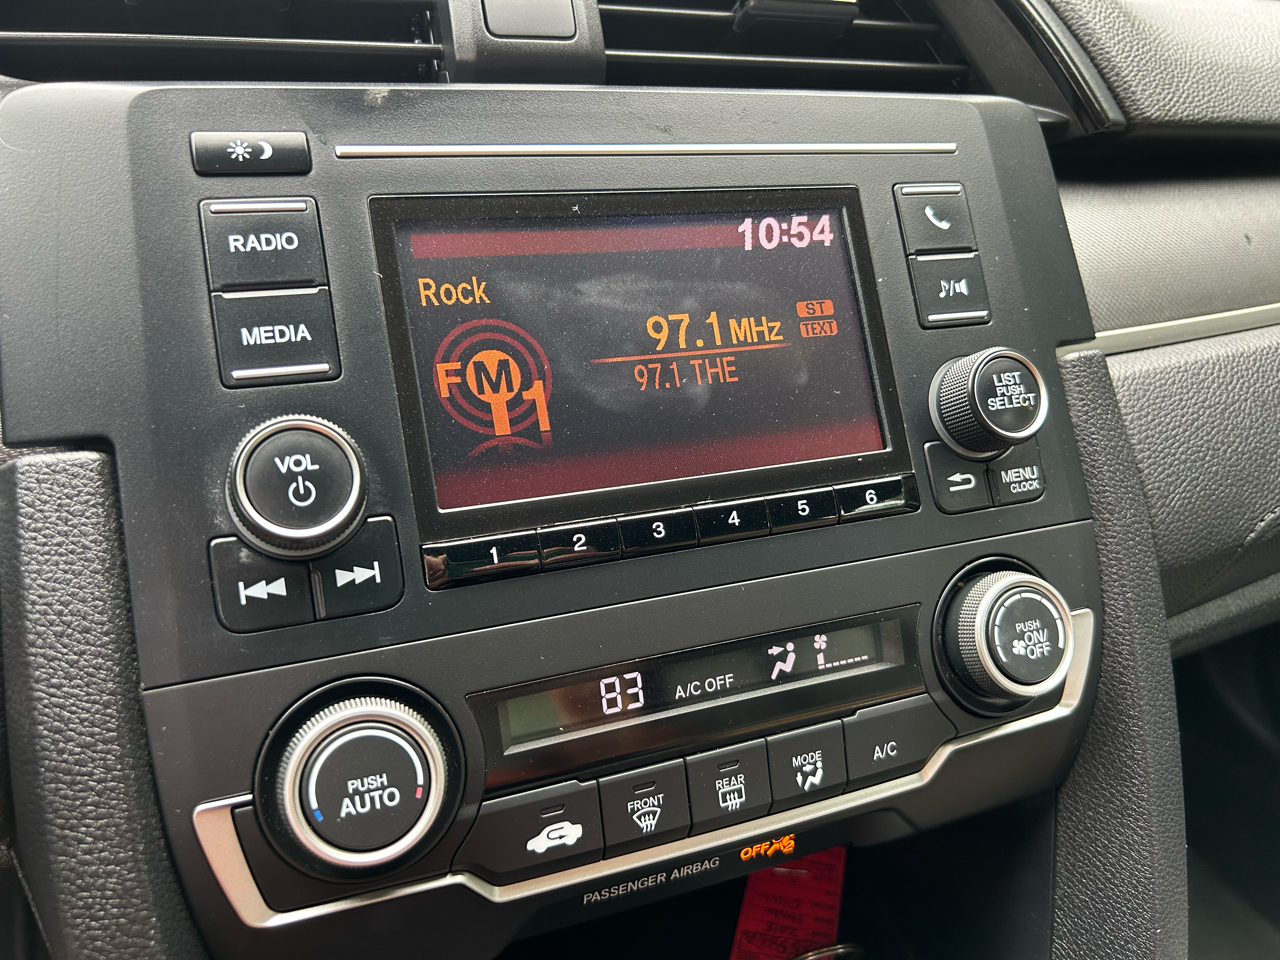 RADIO
MEDIA
VOL
10:54
Rock
97.1 MHz
ST
TEXT
97.1 THE
FM
1
LIST
PUSH
SELECT
MENU
CLOCK
1 2 3 4 5 6
83 A/C OFF
PUSH
AUTO
FRONT
REAR
MODE
A/C
PUSH
ON/
OFF
PASSENGER AIRBAG OFF